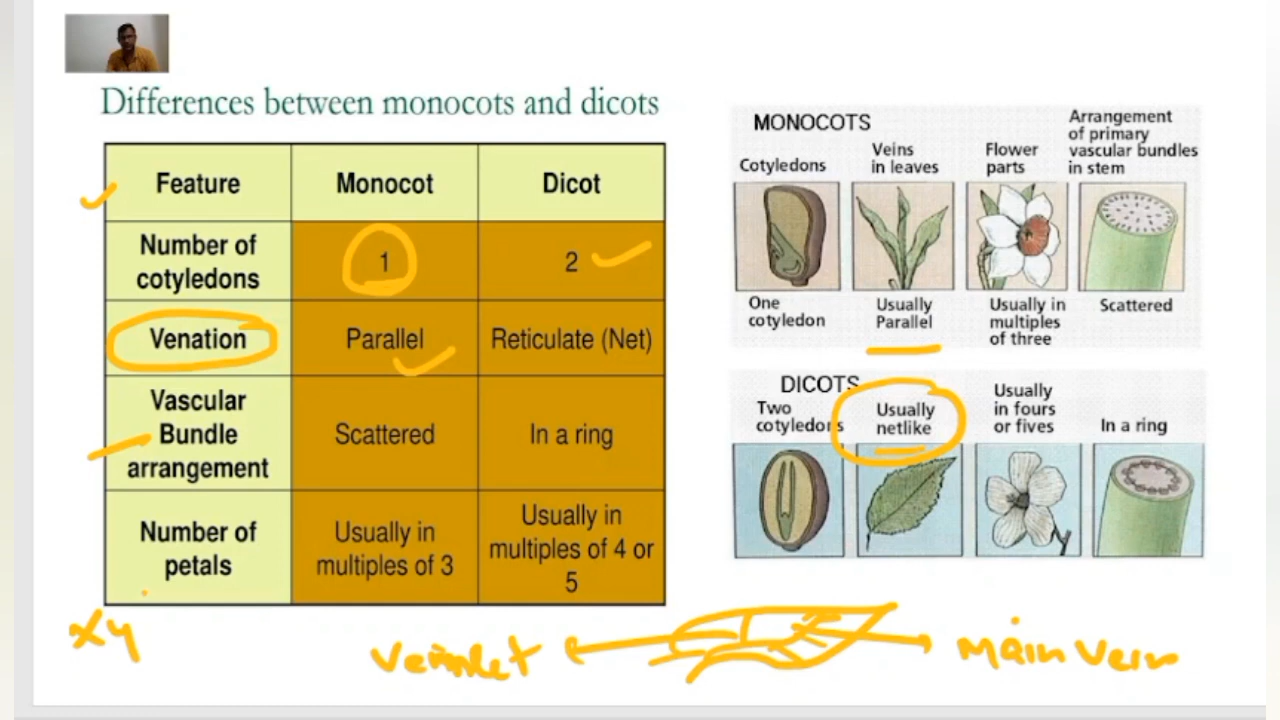 Differences between monocots and dicots
Feature Monocot Dicot
Number of
cotyledons
1
2
Venation
Parallel
Reticulate (Net)
Vascular
Bundle
arrangement
Scattered
In a ring
Number of
petals
Usually in
multiples of 3
Usually in
multiples of 4 or
5
MONOCOTS
Cotyledons
Veins
in leaves
Flower
parts
Arrangement
of primary
vascular bundles
in stem
One
cotyledon
Usually
Parallel
Usually in
multiples
of three
Scattered
DICOTS
Two
cotyledons
Usually
netlike
Usually
in fours
or fives
In a ring
xy
main vein